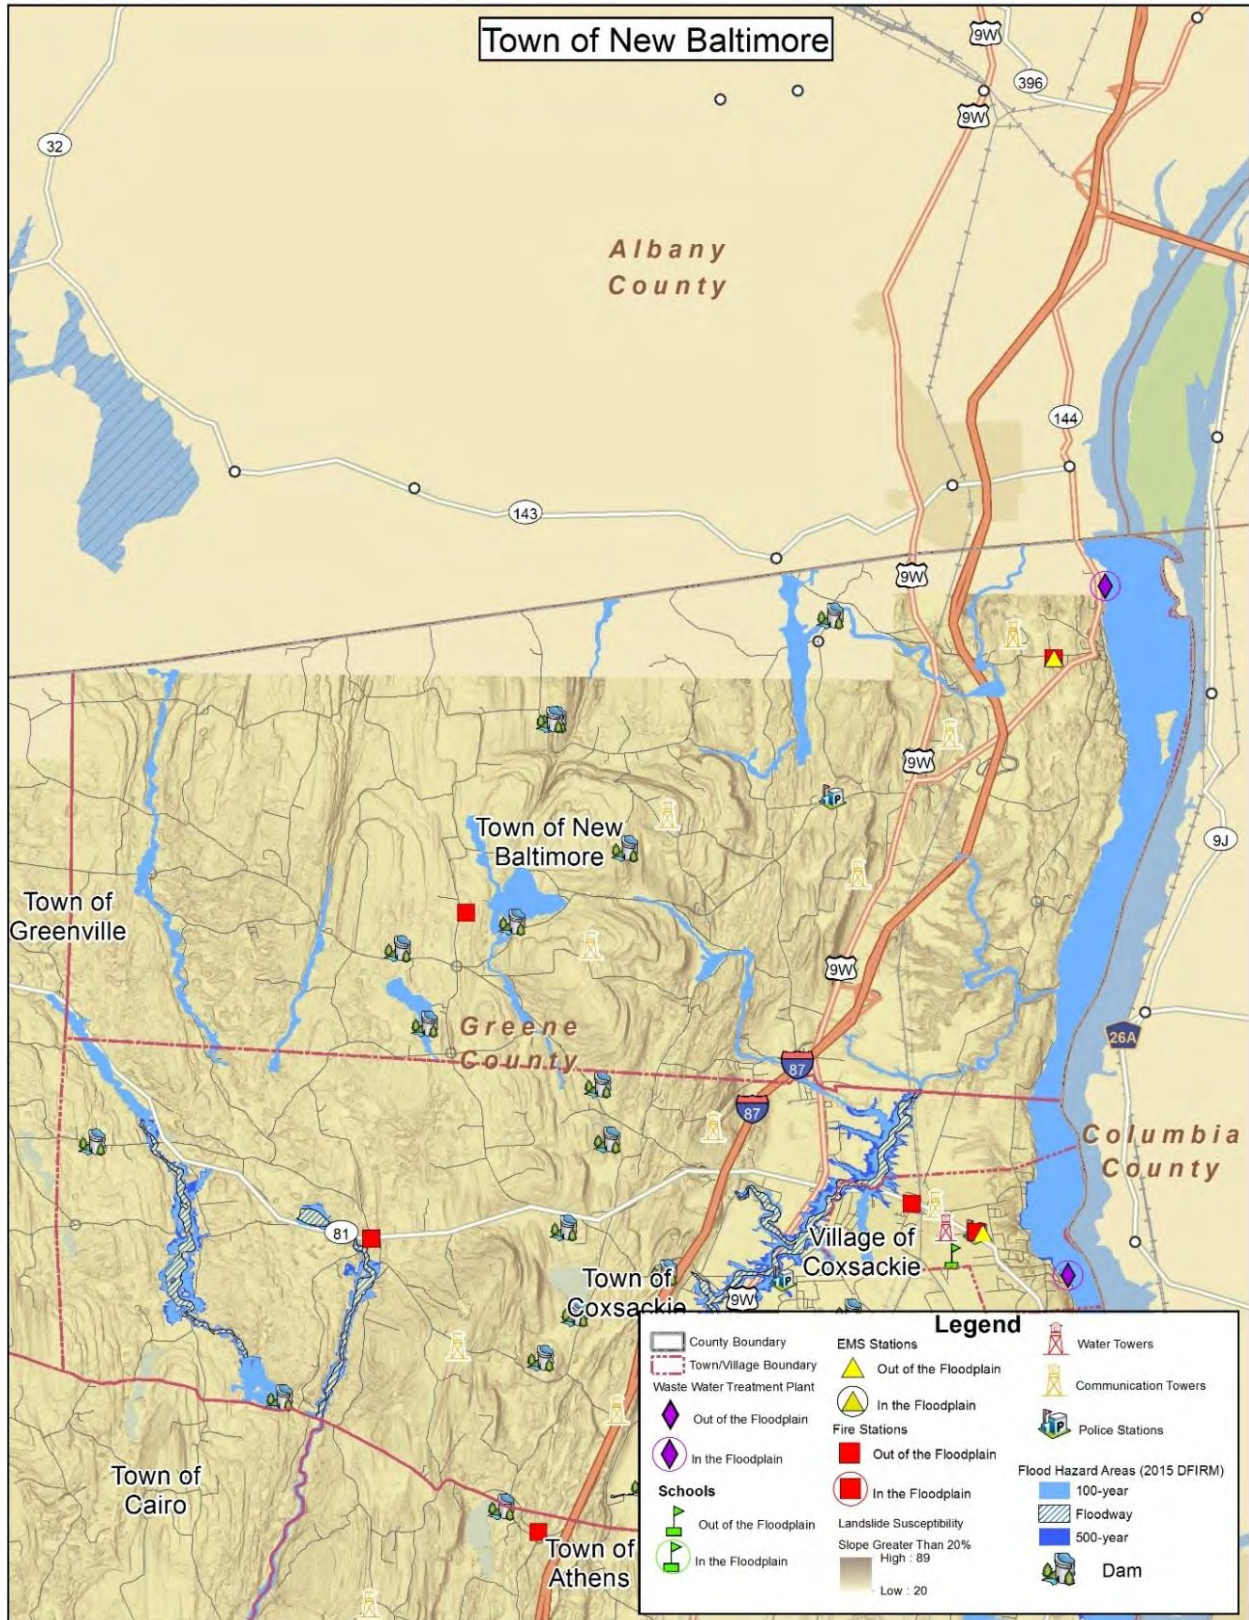 Town of New Baltimore
9W
396
9W
32
Albany
County
144
143
9W
9W
Town of New
Baltimore
9J
Town of
Greenville
9W
Greene
County
26A
87
87
Columbia
County
81
Village of
Coxsackie
Town of
Coxsackie
9W
Town of
Cairo
Town of
Athens
Legend
County Boundary
Town/Village Boundary
Waste Water Treatment Plant
Out of the Floodplain
In the Floodplain
Schools
Out of the Floodplain
In the Floodplain
EMS Stations
Out of the Floodplain
In the Floodplain
Fire Stations
Out of the Floodplain
In the Floodplain
Landslide Susceptibility
Slope Greater Than 20%
High : 89
Low : 20
Water Towers
Communication Towers
P
Police Stations
Flood Hazard Areas (2015 DFIRM)
100-year
Floodway
500-year
Dam